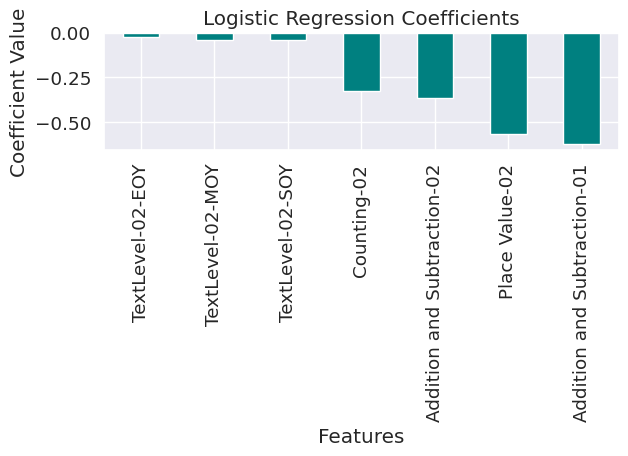 Logistic Regression Coefficients
Coefficient Value
0.00
−0.25
−0.50
TextLevel-02-EOY
TextLevel-02-MOY
TextLevel-02-SOY
Counting-02
Addition and Subtraction-02
Place Value-02
Addition and Subtraction-01
Features